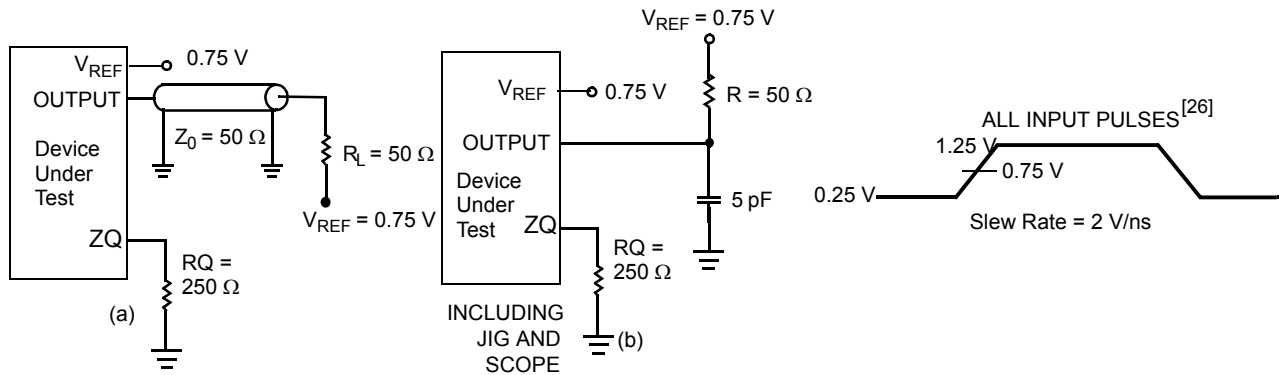 V_REF
0.75 V
OUTPUT
Z_0 = 50 Ω
Device
Under
Test
R_L = 50 Ω
V_REF = 0.75 V
ZQ
RQ =
250 Ω
(a)
V_REF = 0.75 V
R = 50 Ω
V_REF
0.75 V
OUTPUT
Device
Under
Test
5 pF
ZQ
RQ =
250 Ω
INCLUDING
JIG AND
SCOPE
(b)
ALL INPUT PULSES[26]
1.25 V
0.75 V
0.25 V
Slew Rate = 2 V/ns